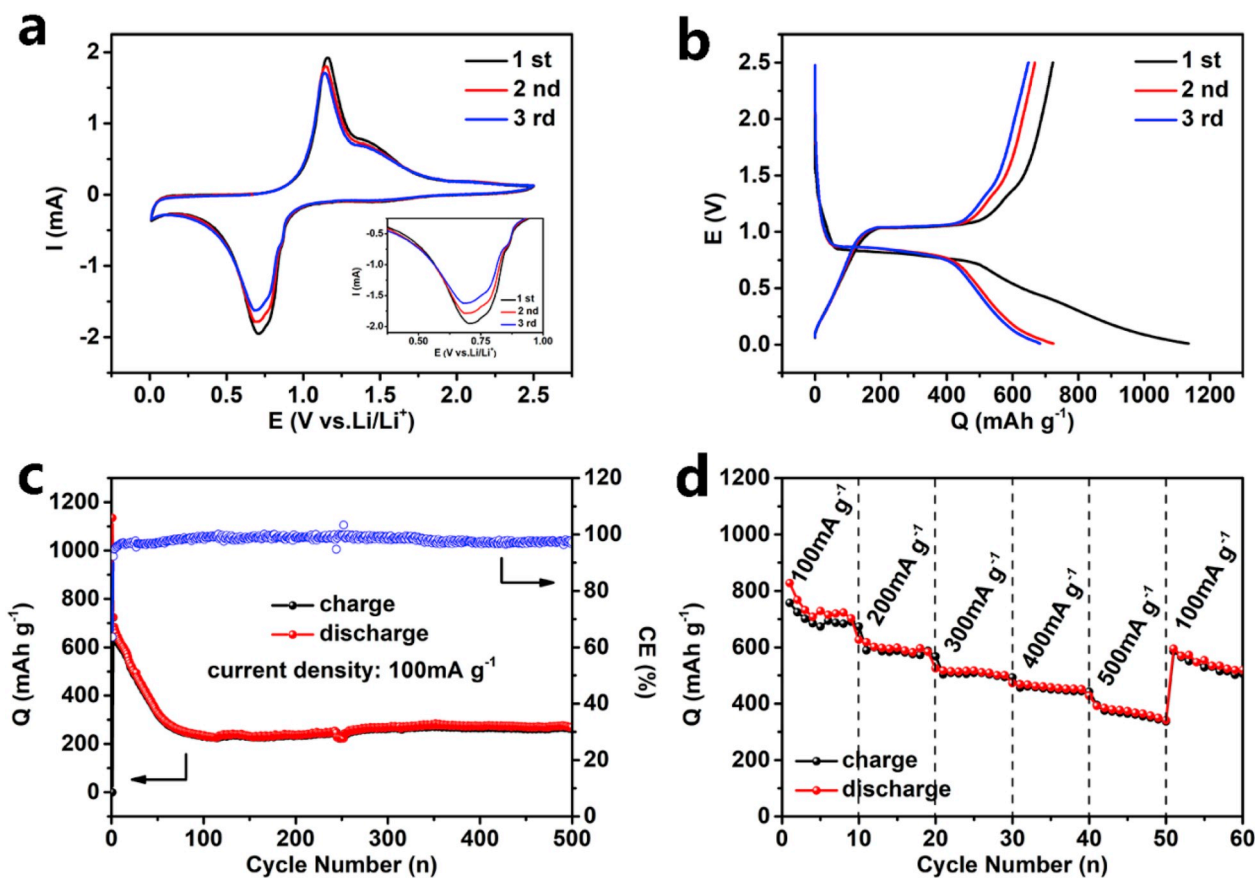 a
2
1
0
-1
-2
I (mA)
1 st
2 nd
3 rd
0.0 0.5 1.0 1.5 2.0 2.5
E (V vs.Li/Li⁺)
-0.5
-1.0
-1.5
-2.0
I (mA)
1 st
2 nd
3 rd
0.50 0.75 1.00
E (V vs.Li/Li⁺)
b
2.5
2.0
1.5
1.0
0.5
0.0
E (V)
1 st
2 nd
3 rd
0 200 400 600 800 1000 1200
Q (mAh g⁻¹)
c
1200
1000
800
600
400
200
0
Q (mAh g⁻¹)
charge
discharge
current density: 100mA g⁻¹
120
100
80
60
40
20
0
CE (%)
0 100 200 300 400 500
Cycle Number (n)
d
1200
1000
800
600
400
200
0
Q (mAh g⁻¹)
100mA g⁻¹
200mA g⁻¹
300mA g⁻¹
400mA g⁻¹
500mA g⁻¹
100mA g⁻¹
charge
discharge
0 10 20 30 40 50 60
Cycle Number (n)